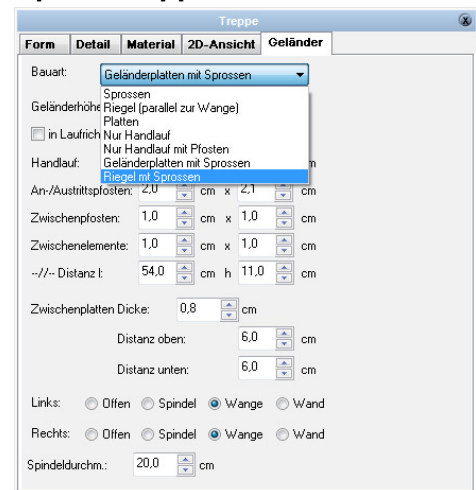 Treppe
Form Detail Material 2D-Ansicht Geländer
Bauart: Geländerplatten mit Sprossen
Sprossen
Geländerhöhe Riegel (parallel zur Wange)
Platten
in Laufrich Nur Handlauf
Nur Handlauf mit Pfosten
Handlauf: Geländerplatten mit Sprossen m
Riegel mt Sprossen
An-/Austrittspfosten: 2,0 cm x 2,1 cm
Zwischenpfosten: 1,0 cm x 1,0 cm
Zwischenelemente: 1,0 cm x 1,0 cm
--//-- Distanz l: 54,0 cm h 11,0 cm
Zwischenplatten Dicke: 0,8 cm
Distanz oben: 6,0 cm
Distanz unten: 6,0 cm
Links: Offen Spindel Wange Wand
Rechts: Offen Spindel Wange Wand
Spindeldurchm.: 20,0 cm